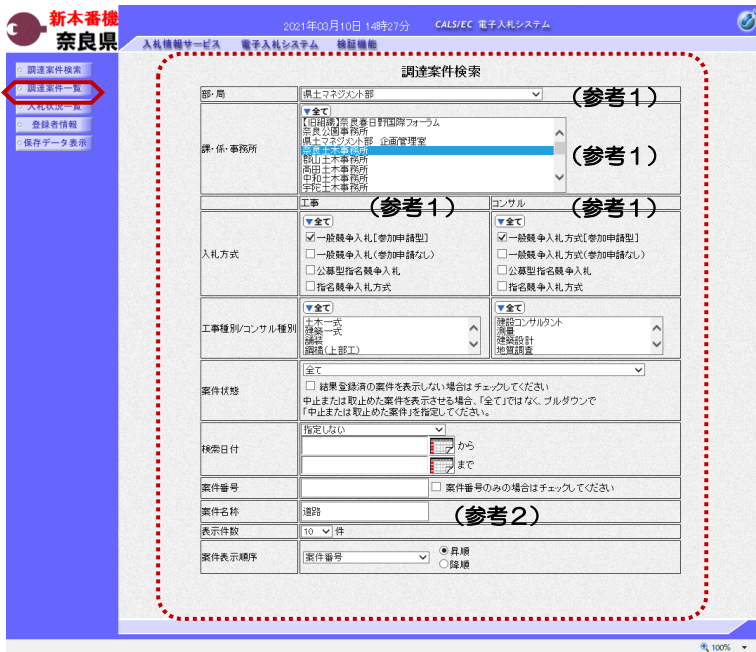 新本番機
奈良県
2021年03月10日 14時27分
CALS/EC 電子入札システム
入札情報サービス
電子入札システム
検証機能
調達案件検索
調達案件一覧
入札状況一覧
登録者情報
保存データ表示
調達案件検索
部・局
県土マネジメント部
(参考1)
課・係・事務所
▼全て
【旧組織】奈良春日野国際フォーラム
奈良公園事務所
県土マネジメント部 企画管理室
奈良土木事務所
郡山土木事務所
高田土木事務所
中和土木事務所
宇陀土木事務所
(参考1)
工事
(参考1)
コンサル
(参考1)
入札方式
▼全て
一般競争入札[参加申請型]
一般競争入札(参加申請なし)
公募型指名競争入札
指名競争入札方式
▼全て
一般競争入札方式[参加申請型]
一般競争入札方式(参加申請なし)
公募型指名競争入札
指名競争入札方式
工事種別/コンサル種別
▼全て
土木一式
建築一式
舗装
鋼橋(上部工)
▼全て
建設コンサルタント
測量
建築設計
地質調査
案件状態
全て
結果登録済の案件を表示しない場合はチェックしてください
中止または取止めた案件を表示させる場合、「全て」ではなく、プルダウンで
「中止または取止めた案件」を指定してください。
検索日付
指定しない
から
まで
案件番号
案件番号のみの場合はチェックしてください
案件名称
道路
(参考2)
表示件数
10 件
案件表示順序
案件番号
昇順
降順
100%